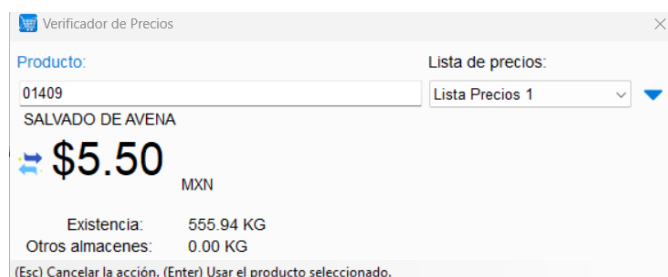 Verificador de Precios
Producto: Lista de precios:
01409 Lista Precios 1
SALVADO DE AVENA
$5.50 MXN
Existencia: 555.94 KG
Otros almacenes: 0.00 KG
(Esc) Cancelar la acción. (Enter) Usar el producto seleccionado.